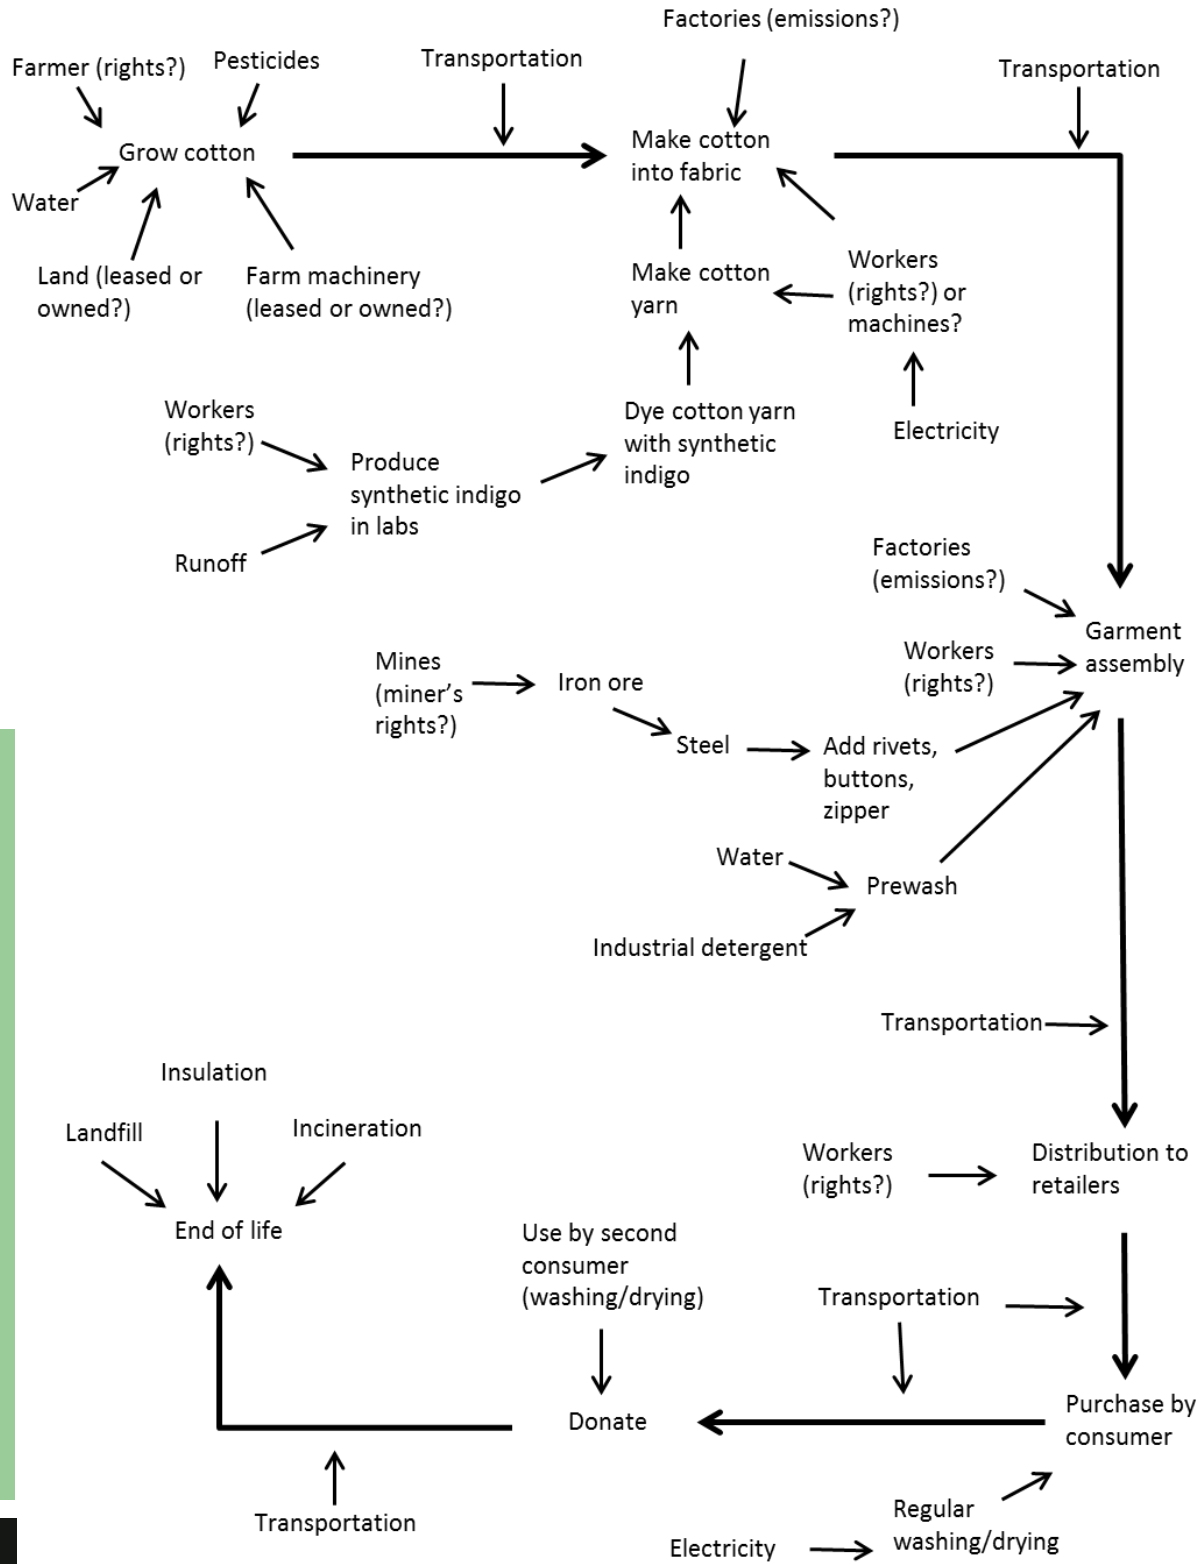 Factories (emissions?)
Farmer (rights?)
Pesticides
Transportation
Transportation
Grow cotton
Make cotton
into fabric
Water
Land (leased or
owned?)
Farm machinery
(leased or owned?)
Make cotton
yarn
Workers
(rights?) or
machines?
Workers
(rights?)
Produce
synthetic indigo
in labs
Dye cotton yarn
with synthetic
indigo
Electricity
Runoff
Factories
(emissions?)
Garment
assembly
Workers
(rights?)
Mines
(miner's
rights?)
Iron ore
Steel
Add rivets,
buttons,
zipper
Water
Prewash
Industrial detergent
Transportation
Insulation
Landfill
Incineration
End of life
Workers
(rights?)
Distribution to
retailers
Use by second
consumer
(washing/drying)
Transportation
Donate
Purchase by
consumer
Transportation
Regular
washing/drying
Electricity